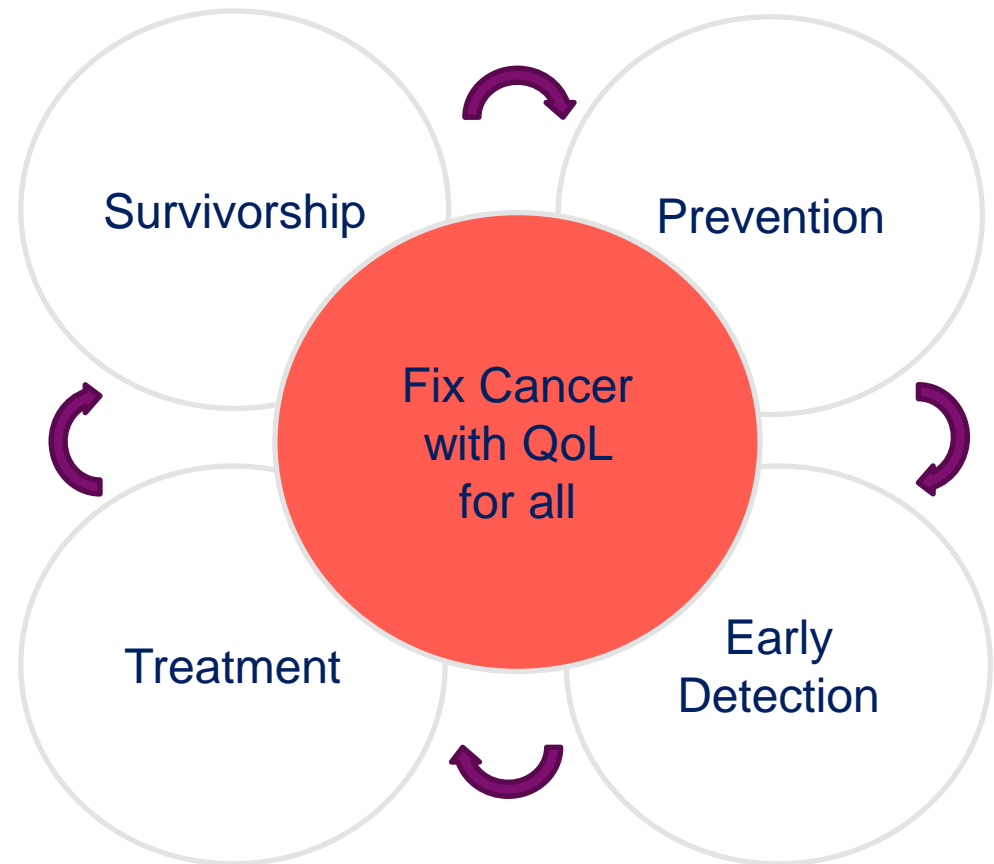 Survivorship
Prevention
Fix Cancer
with QoL
for all
Treatment
Early
Detection